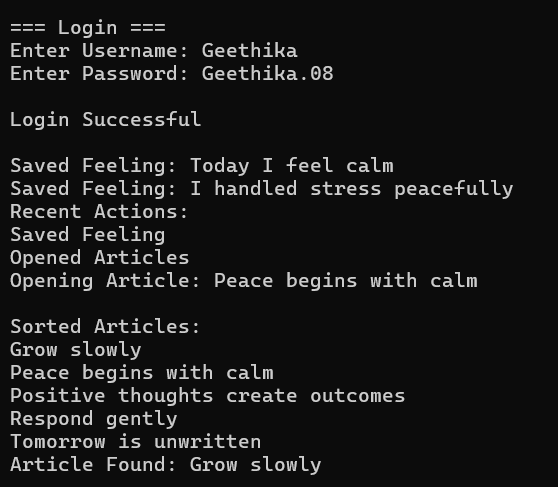 === Login ===
Enter Username: Geethika
Enter Password: Geethika.08
Login Successful
Saved Feeling: Today I feel calm
Saved Feeling: I handled stress peacefully
Recent Actions:
Saved Feeling
Opened Articles
Opening Article: Peace begins with calm
Sorted Articles:
Grow slowly
Peace begins with calm
Positive thoughts create outcomes
Respond gently
Tomorrow is unwritten
Article Found: Grow slowly